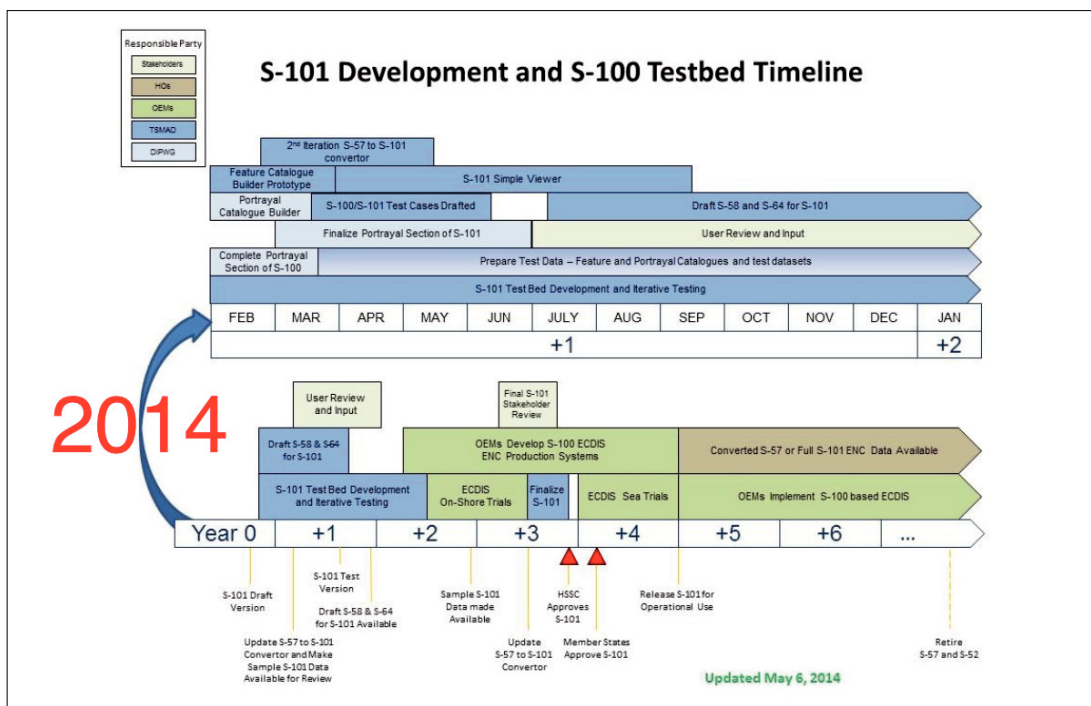 Responsible Party
Stakeholders
HOs
OEMs
TSMAD
DIPWG
S-101 Development and S-100 Testbed Timeline
2nd Iteration S-57 to S-101
convertor
Feature Catalogue
Builder Prototype
S-101 Simple Viewer
Portrayal
Catalogue Builder
S-100/S-101 Test Cases Drafted
Draft S-58 and S-64 for S-101
Finalize Portrayal Section of S-101
User Review and Input
Complete Portrayal
Section of S-100
Prepare Test Data – Feature and Portrayal Catalogues and test datasets
S-101 Test Bed Development and Iterative Testing
FEB MAR APR MAY JUN JULY AUG SEP OCT NOV DEC JAN
+1 +2
2014
User Review
and Input
Final S-101
Stakeholder
Review
Draft S-58 & S-64
for S-101
OEMs Develop S-100 ECDIS
ENC Production Systems
Converted S-57 or Full S-101 ENC Data Available
S-101 Test Bed Development
and Iterative Testing
ECDIS
On-Shore Trials
Finalize
S-101
ECDIS Sea Trials
OEMs Implement S-100 based ECDIS
Year 0 +1 +2 +3 +4 +5 +6 ...
S-101 Draft
Version
Update S-57 to S-101
Convertor and Make
Sample S-101 Data
Available for Review
S-101 Test
Version
Draft S-58 & S-64
for S-101 Available
Sample S-101
Data made
Available
Update
S-57 to S-101
Convertor
HSSC
Approves
S-101
Member States
Approve S-101
Release S-101 for
Operational Use
Retire
S-57 and S-52
Updated May 6, 2014